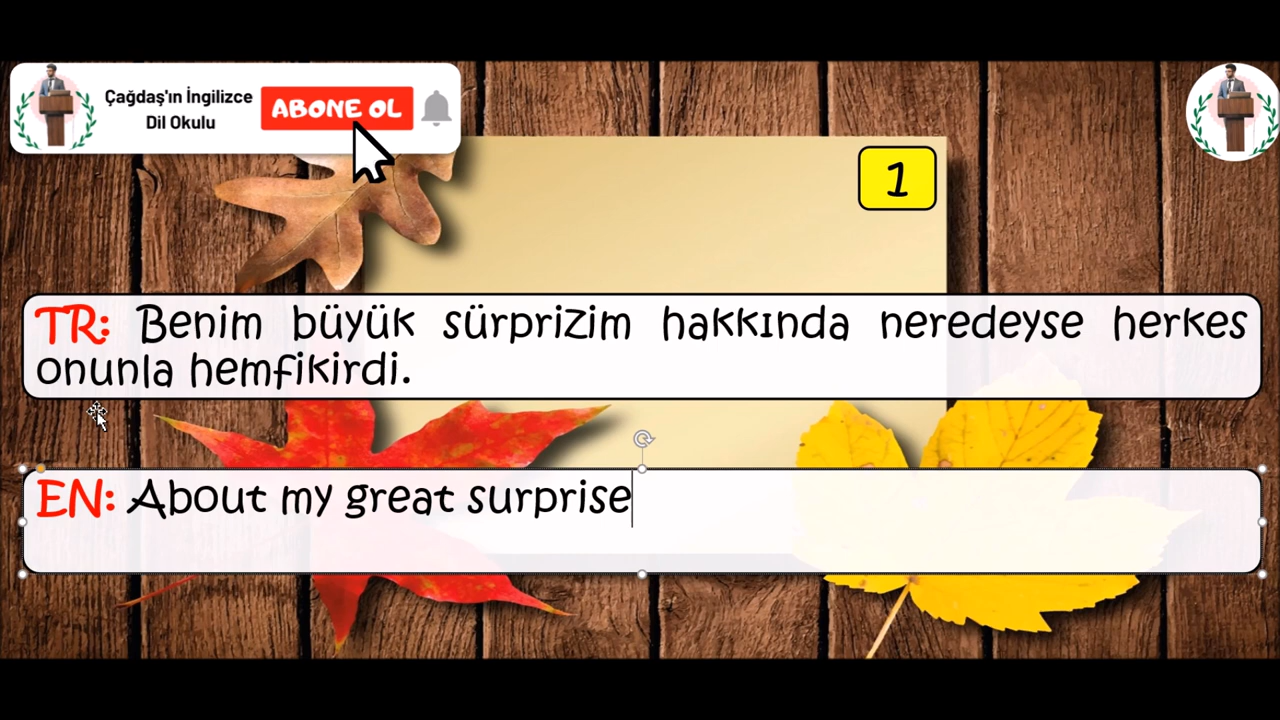 Çağdaş'ın İngilizce
Dil Okulu
ABONE OL
1
TR: Benim büyük sürprizim hakkında neredeyse herkes
onunla hemfikirdi.
EN: About my great surprise